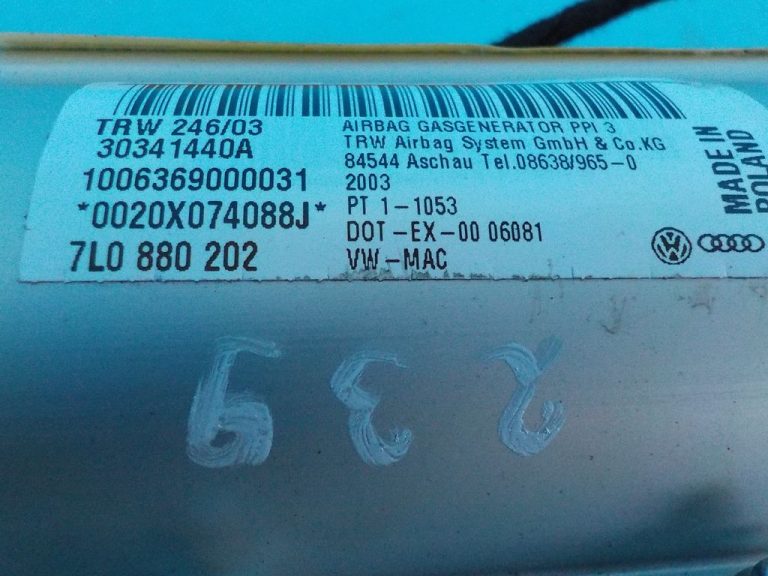 TRW 246/03
30341440A
1006369000031
*0020X074088J*
7L0 880 202
AIRBAG GASGENERATOR PPI 3
TRW Airbag System GmbH & Co.KG
84544 Aschau Tel.08638/965-0
2003
PT 1-1053
DOT-EX-00 06081
VW-MAC
MADE IN
POLAND
239